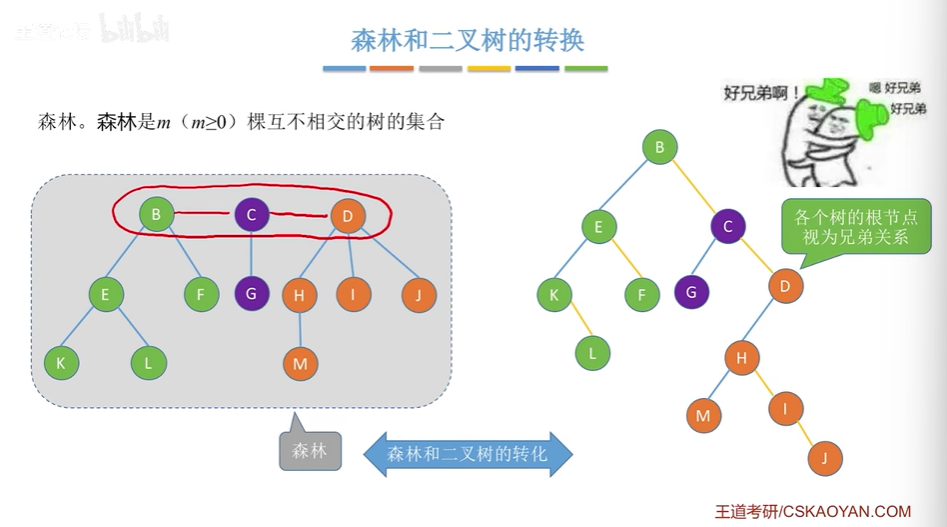 bilibili
森林和二叉树的转换
好兄弟啊！
嗯 好兄弟
好兄弟
森林。森林是m（m≥0）棵互不相交的树的集合
B
B C D
各个树的根节点
视为兄弟关系
E C
E F G H I J
K F G D
K L M
L H
M I
森林
森林和二叉树的转化
J
王道考研/CSKAOYAN.COM